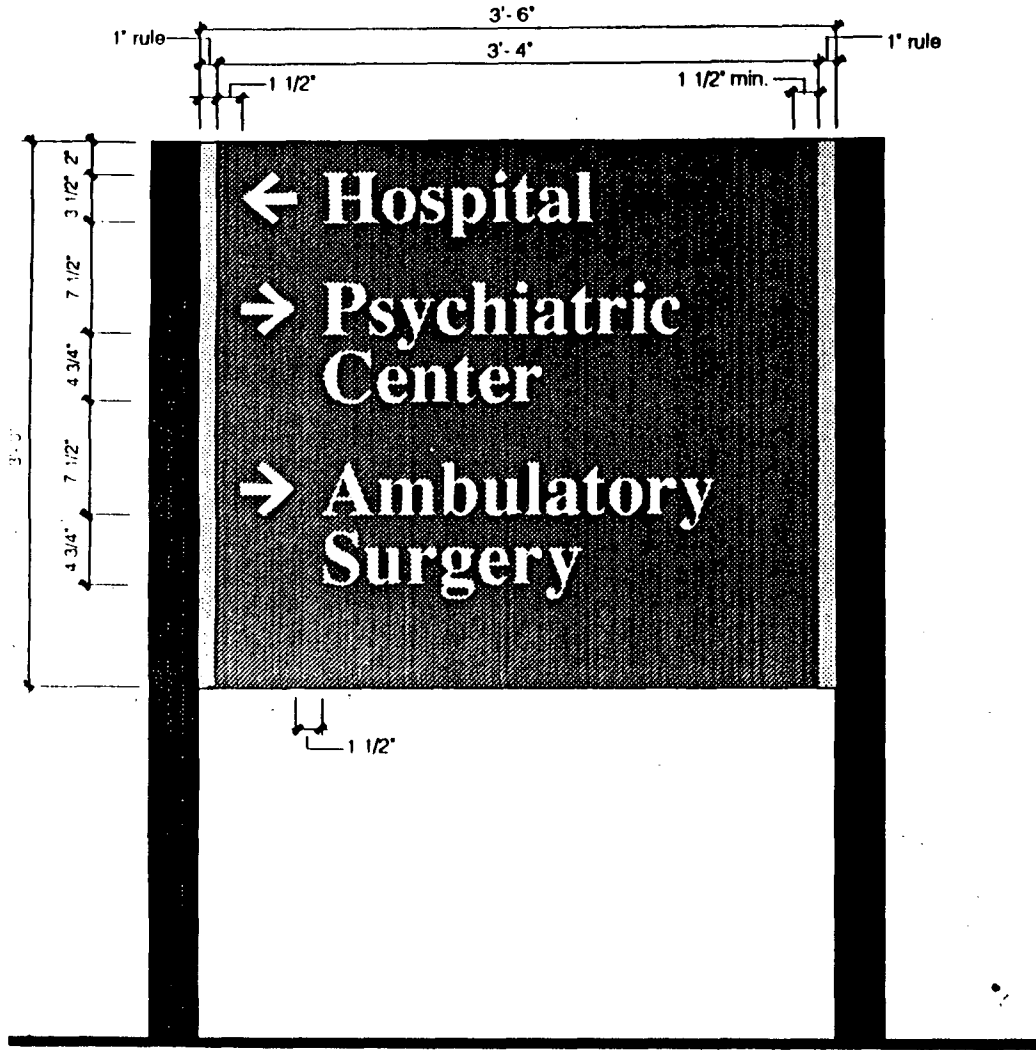 3'- 6"
1" rule
3'- 4"
1" rule
1 1/2"
1 1/2" min.
2"
3 1/2"
7 1/2"
4 3/4"
7 1/2"
4 3/4"
Hospital
Psychiatric
Center
Ambulatory
Surgery
1 1/2"